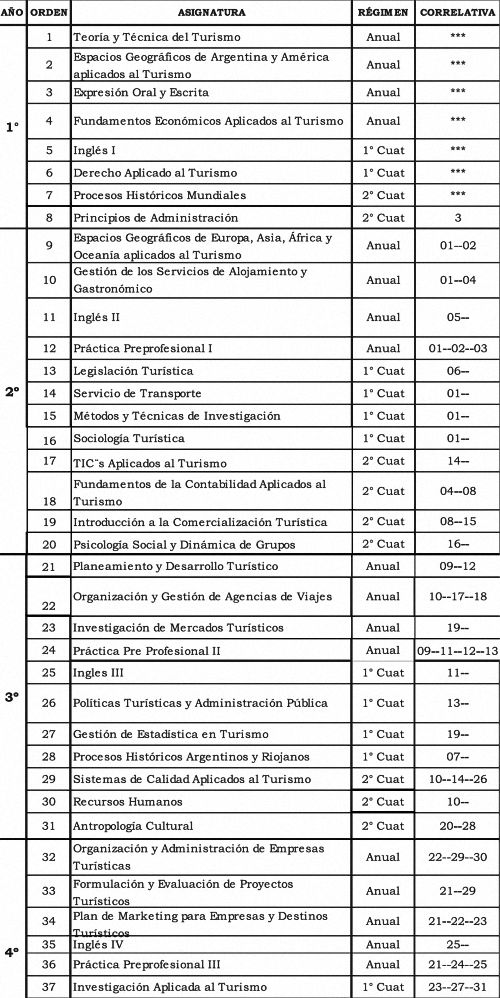 AÑO ORDEN ASIGNATURA RÉGIMEN CORRELATIVA
1° 1 Teoría y Técnica del Turismo Anual ***
2 Espacios Geográficos de Argentina y América
aplicados al Turismo Anual ***
3 Expresión Oral y Escrita Anual ***
4 Fundamentos Económicos Aplicados al Turismo Anual ***
5 Inglés I 1° Cuat ***
6 Derecho Aplicado al Turismo 1° Cuat ***
7 Procesos Históricos Mundiales 2° Cuat ***
8 Principios de Administración 2° Cuat 3
2° 9 Espacios Geográficos de Europa, Asia, África y
Oceanía aplicados al Turismo Anual 01--02
10 Gestión de los Servicios de Alojamiento y
Gastronómico Anual 01--04
11 Inglés II Anual 05--
12 Práctica Preprofesional I Anual 01--02--03
13 Legislación Turística 1° Cuat 06--
14 Servicio de Transporte 1° Cuat 01--
15 Métodos y Técnicas de Investigación 1° Cuat 01--
16 Sociología Turística 1° Cuat 01--
17 TIC¨s Aplicados al Turismo 2° Cuat 14--
18 Fundamentos de la Contabilidad Aplicados al
Turismo 2° Cuat 04--08
19 Introducción a la Comercialización Turística 2° Cuat 08--15
20 Psicología Social y Dinámica de Grupos 2° Cuat 16--
3° 21 Planeamiento y Desarrollo Turístico Anual 09--12
22 Organización y Gestión de Agencias de Viajes Anual 10--17--18
23 Investigación de Mercados Turísticos Anual 19--
24 Práctica Pre Profesional II Anual 09--11--12--13
25 Ingles III 1° Cuat 11--
26 Políticas Turísticas y Administración Pública 1° Cuat 13--
27 Gestión de Estadística en Turismo 1° Cuat 19--
28 Procesos Históricos Argentinos y Riojanos 1° Cuat 07--
29 Sistemas de Calidad Aplicados al Turismo 2° Cuat 10--14--26
30 Recursos Humanos 2° Cuat 10--
31 Antropología Cultural 2° Cuat 20--28
4° 32 Organización y Administración de Empresas
Turísticas Anual 22--29--30
33 Formulación y Evaluación de Proyectos
Turísticos Anual 21--29
34 Plan de Marketing para Empresas y Destinos
Turísticos Anual 21--22--23
35 Inglés IV Anual 25--
36 Práctica Preprofesional III Anual 21--24--25
37 Investigación Aplicada al Turismo 1° Cuat 23--27--31